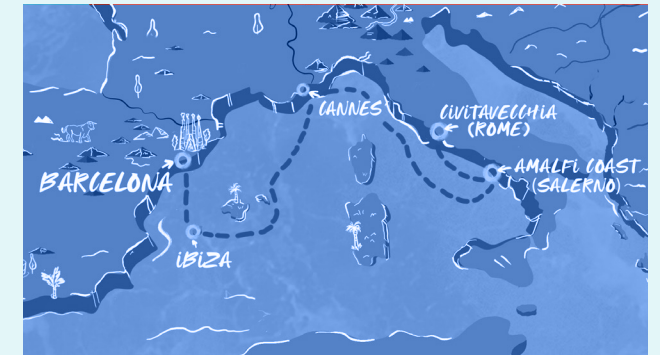 CANNES
CIVITAVECCHIA
(ROME)
AMALFI COAST
(SALERNO)
BARCELONA
IBIZA